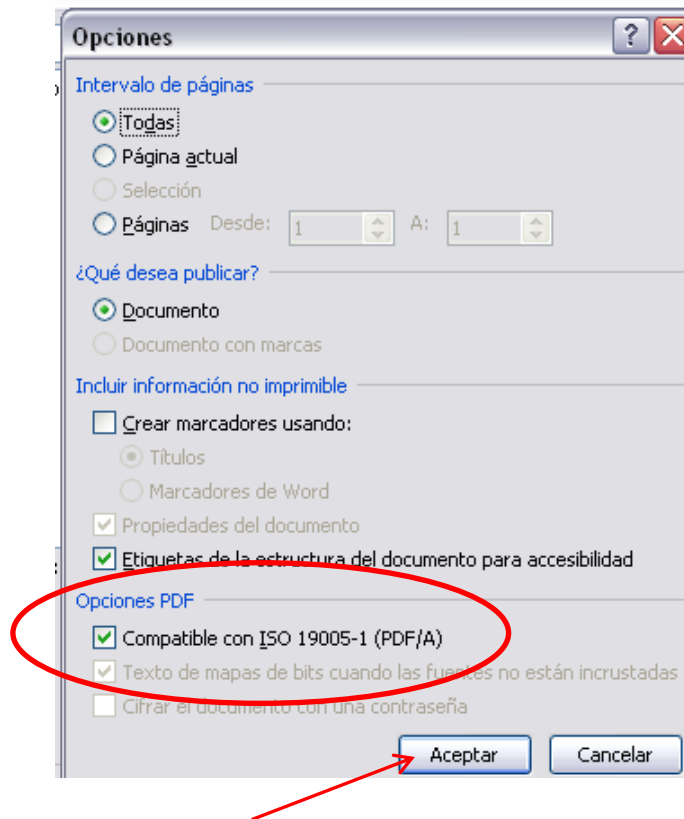 Opciones
Intervalo de páginas
Todas
Página actual
Selección
Páginas Desde: 1 A: 1
¿Qué desea publicar?
Documento
Documento con marcas
Incluir información no imprimible
Crear marcadores usando:
Títulos
Marcadores de Word
Propiedades del documento
Etiquetas de la estructura del documento para accesibilidad
Opciones PDF
Compatible con ISO 19005-1 (PDF/A)
Texto de mapas de bits cuando las fuentes no están incrustadas
Cifrar el documento con una contraseña
Aceptar Cancelar